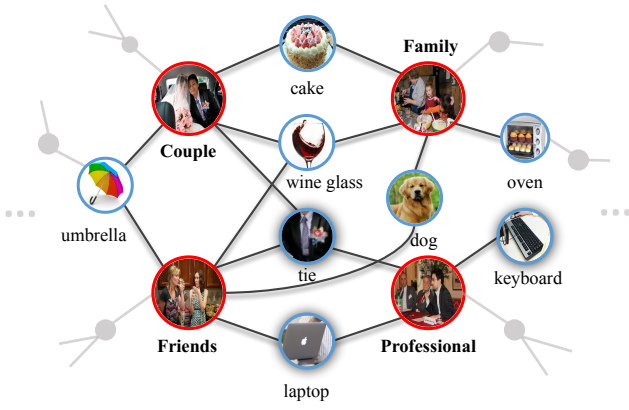 Family
cake
Couple
wine glass
oven
umbrella
dog
tie
keyboard
Friends
Professional
laptop